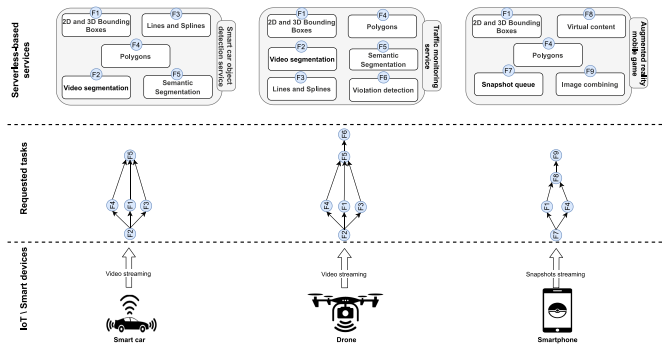 Serverless-based
services
F1
2D and 3D Bounding
Boxes
F3
Lines and Splines
F4
Polygons
F2
Video segmentation
F5
Semantic
Segmentation
Smart car object
detection service
F1
2D and 3D Bounding
Boxes
F4
Polygons
F2
Video segmentation
F5
Semantic
Segmentation
F3
Lines and Splines
F6
Violation detection
Traffic monitoring
service
F1
2D and 3D Bounding
Boxes
F8
Virtual content
F4
Polygons
F7
Snapshot queue
F9
Image combining
Augmented reality
mobile game
Requested tasks
F5
F4
F1
F3
F2
F6
F5
F4
F1
F3
F2
F9
F8
F1
F4
F7
IoT \ Smart devices
Video streaming
Smart car
Video streaming
Drone
Snapshots streaming
Smartphone